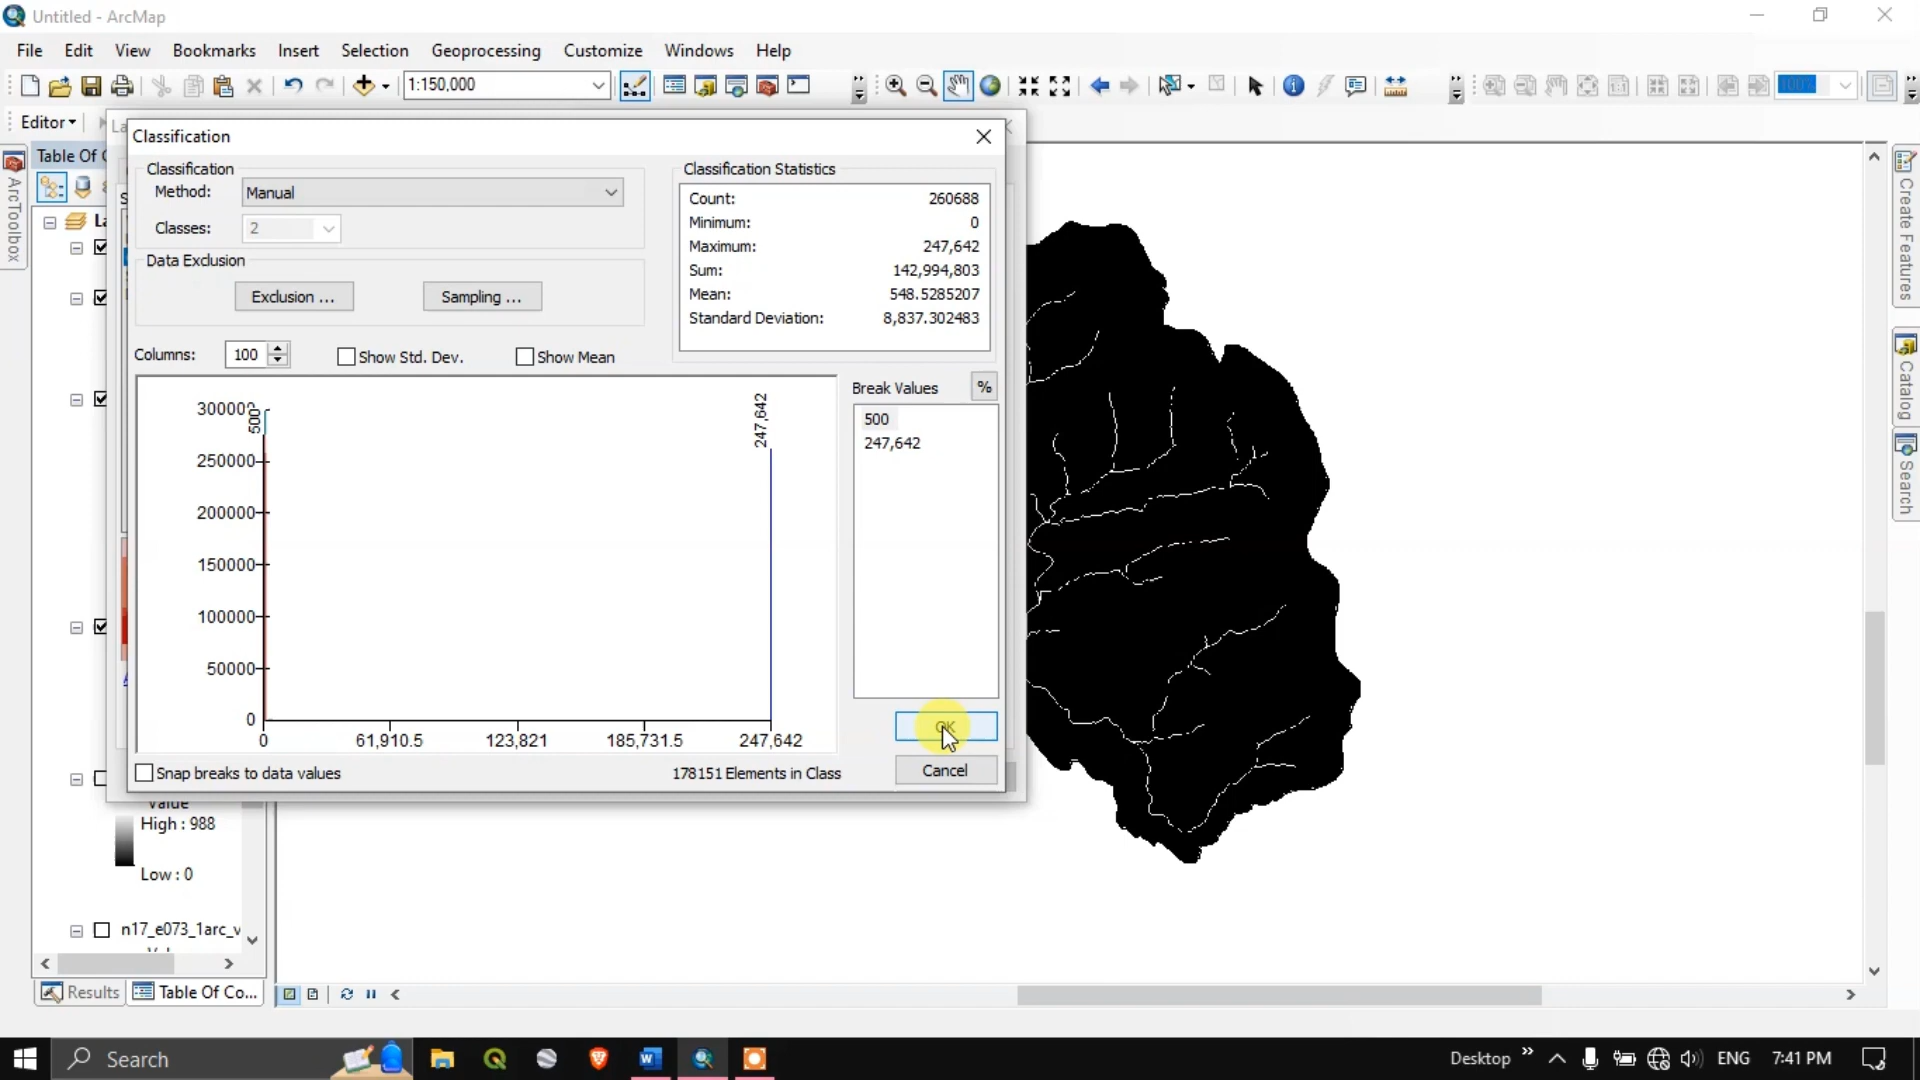 Untitled - ArcMap
File Edit View Bookmarks Insert Selection Geoprocessing Customize Windows Help
1:150,000
100%
Editor
Table Of C
ArcToolbox
Classification
Classification
Method: Manual
Classes: 2
Data Exclusion
Exclusion ... Sampling ...
Columns: 100 Show Std. Dev. Show Mean
Classification Statistics
Count: 260688
Minimum: 0
Maximum: 247,642
Sum: 142,994,803
Mean: 548.5285207
Standard Deviation: 8,837.302483
Break Values %
500
247,642
300000
250000
200000
150000
100000
50000
0
500
247,642
0 61,910.5 123,821 185,731.5 247,642
OK
Cancel
Snap breaks to data values 178151 Elements in Class
Value
High : 988
Low : 0
n17_e073_1arc_v
Results Table Of Co...
Create Features
Catalog
Search
Search
Desktop ENG 7:41 PM